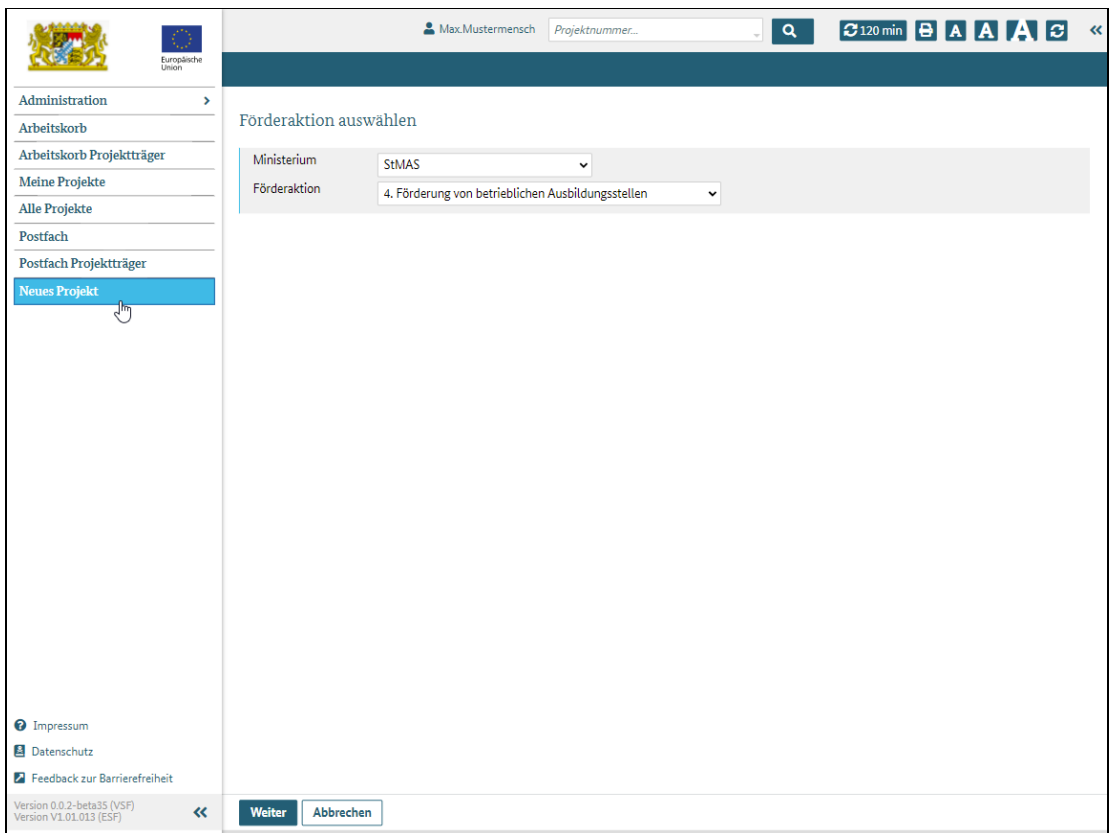 Europäische
Union
Max.Mustermensch
Projektnummer...
120 min
A
A
A
Administration
Arbeitskorb
Arbeitskorb Projektträger
Meine Projekte
Alle Projekte
Postfach
Postfach Projektträger
Neues Projekt
Förderaktion auswählen
Ministerium
StMAS
Förderaktion
4. Förderung von betrieblichen Ausbildungsstellen
Impressum
Datenschutz
Feedback zur Barrierefreiheit
Version 0.0.2-beta35 (VSF)
Version V1.01.013 (ESF)
Weiter
Abbrechen